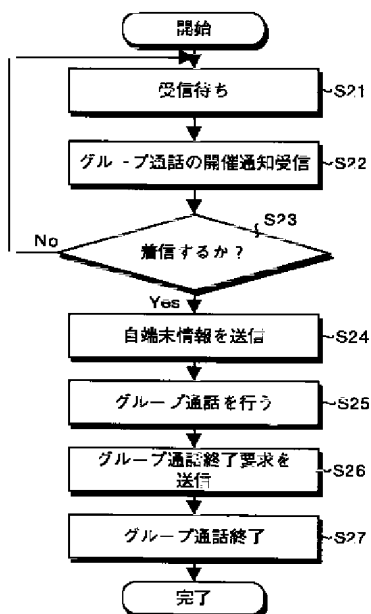 開始
受信待ち
S21
グループ通話の開催通知受信
S22
S23
着信するか？
No
Yes
自端末情報を送信
S24
グループ通話を行う
S25
グループ通話終了要求を
送信
S26
グループ通話終了
S27
完了